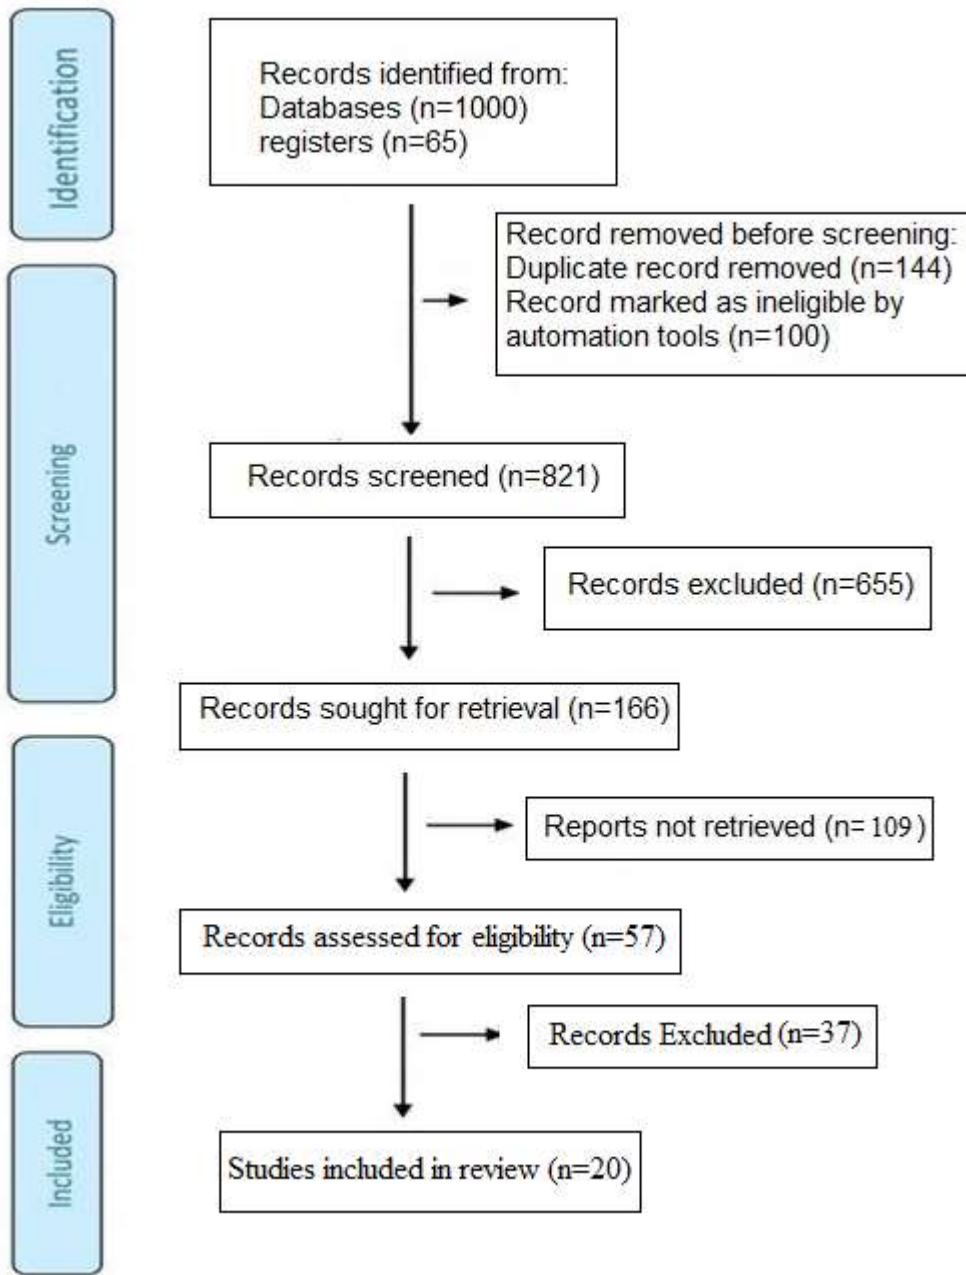 Identification
Records identified from:
Databases (n=1000)
registers (n=65)
Record removed before screening:
Duplicate record removed (n=144)
Record marked as ineligible by
automation tools (n=100)
Screening
Records screened (n=821)
Records excluded (n=655)
Records sought for retrieval (n=166)
Eligibility
Reports not retrieved (n=109)
Records assessed for eligibility (n=57)
Records Excluded (n=37)
Included
Studies included in review (n=20)